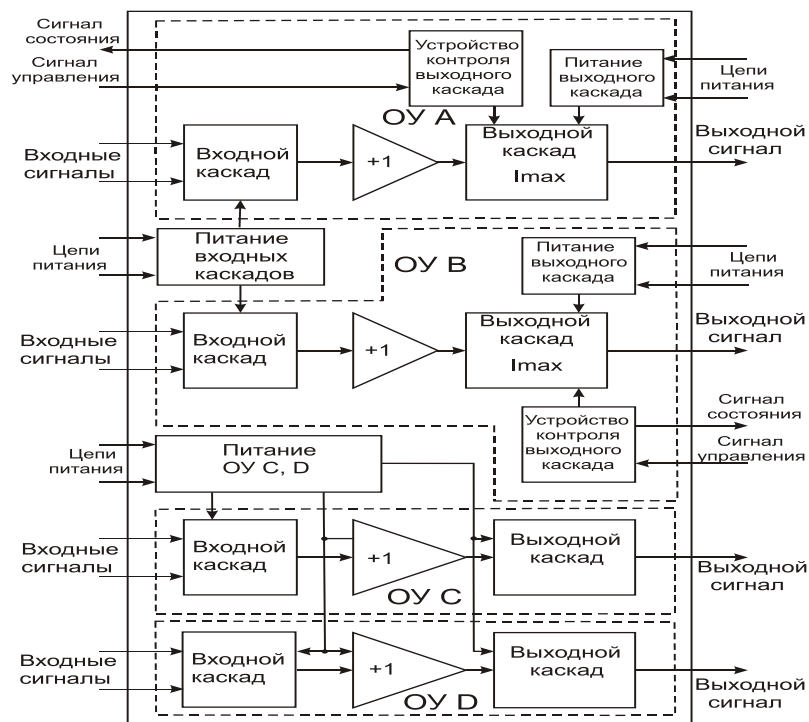 Сигнал
состояния
Сигнал
управления
Устройство
контроля
выходного
каскада
Питание
выходного
каскада
Цепи
питания
ОУ А
Входные
сигналы
Входной
каскад
+1
Выходной
каскад
Imax
Выходной
сигнал
Цепи
питания
Питание
входных
каскадов
ОУ В
Питание
выходного
каскада
Цепи
питания
Входные
сигналы
Входной
каскад
+1
Выходной
каскад
Imax
Выходной
сигнал
Устройство
контроля
выходного
каскада
Сигнал
состояния
Сигнал
управления
Цепи
питания
Питание
ОУ С, D
Входные
сигналы
Входной
каскад
+1
Выходной
каскад
Выходной
сигнал
ОУ С
Входные
сигналы
Входной
каскад
+1
Выходной
каскад
Выходной
сигнал
ОУ D